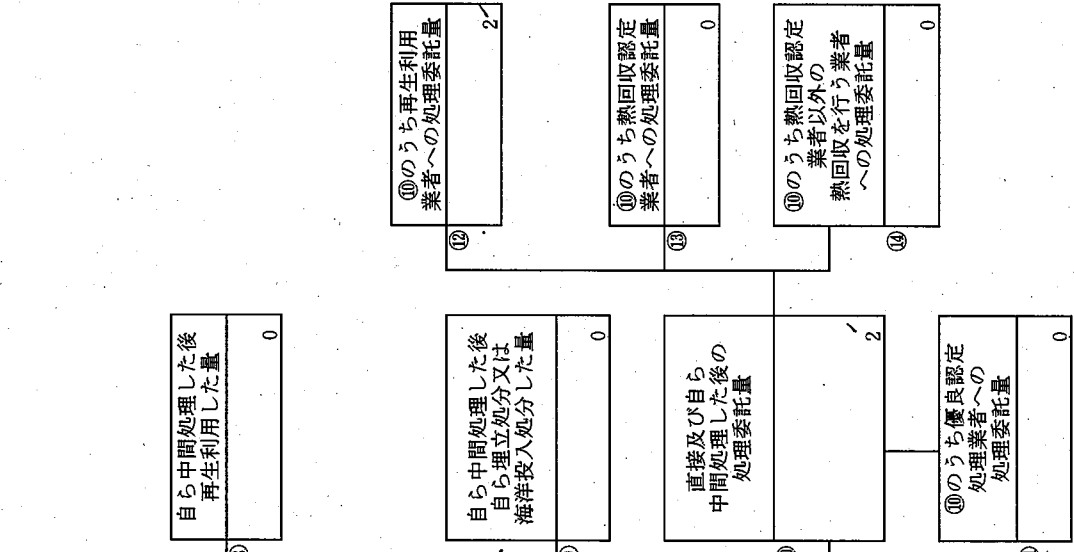 自ら中間処理した後
再生利用した量
0
自ら中間処理した後
自ら埋立処分又は
海洋投入処分した量
0
直接及び自ら
中間処理した後の
処理委託量
2
⑩のうち優良認定
処理業者への
処理委託量
0
⑫
⑩のうち再生利用
業者への処理委託量
2
⑬
⑩のうち熱回収認定
業者への処理委託量
0
⑭
⑩のうち熱回収認定
業者以外の
熱回収を行う業者
への処理委託量
0